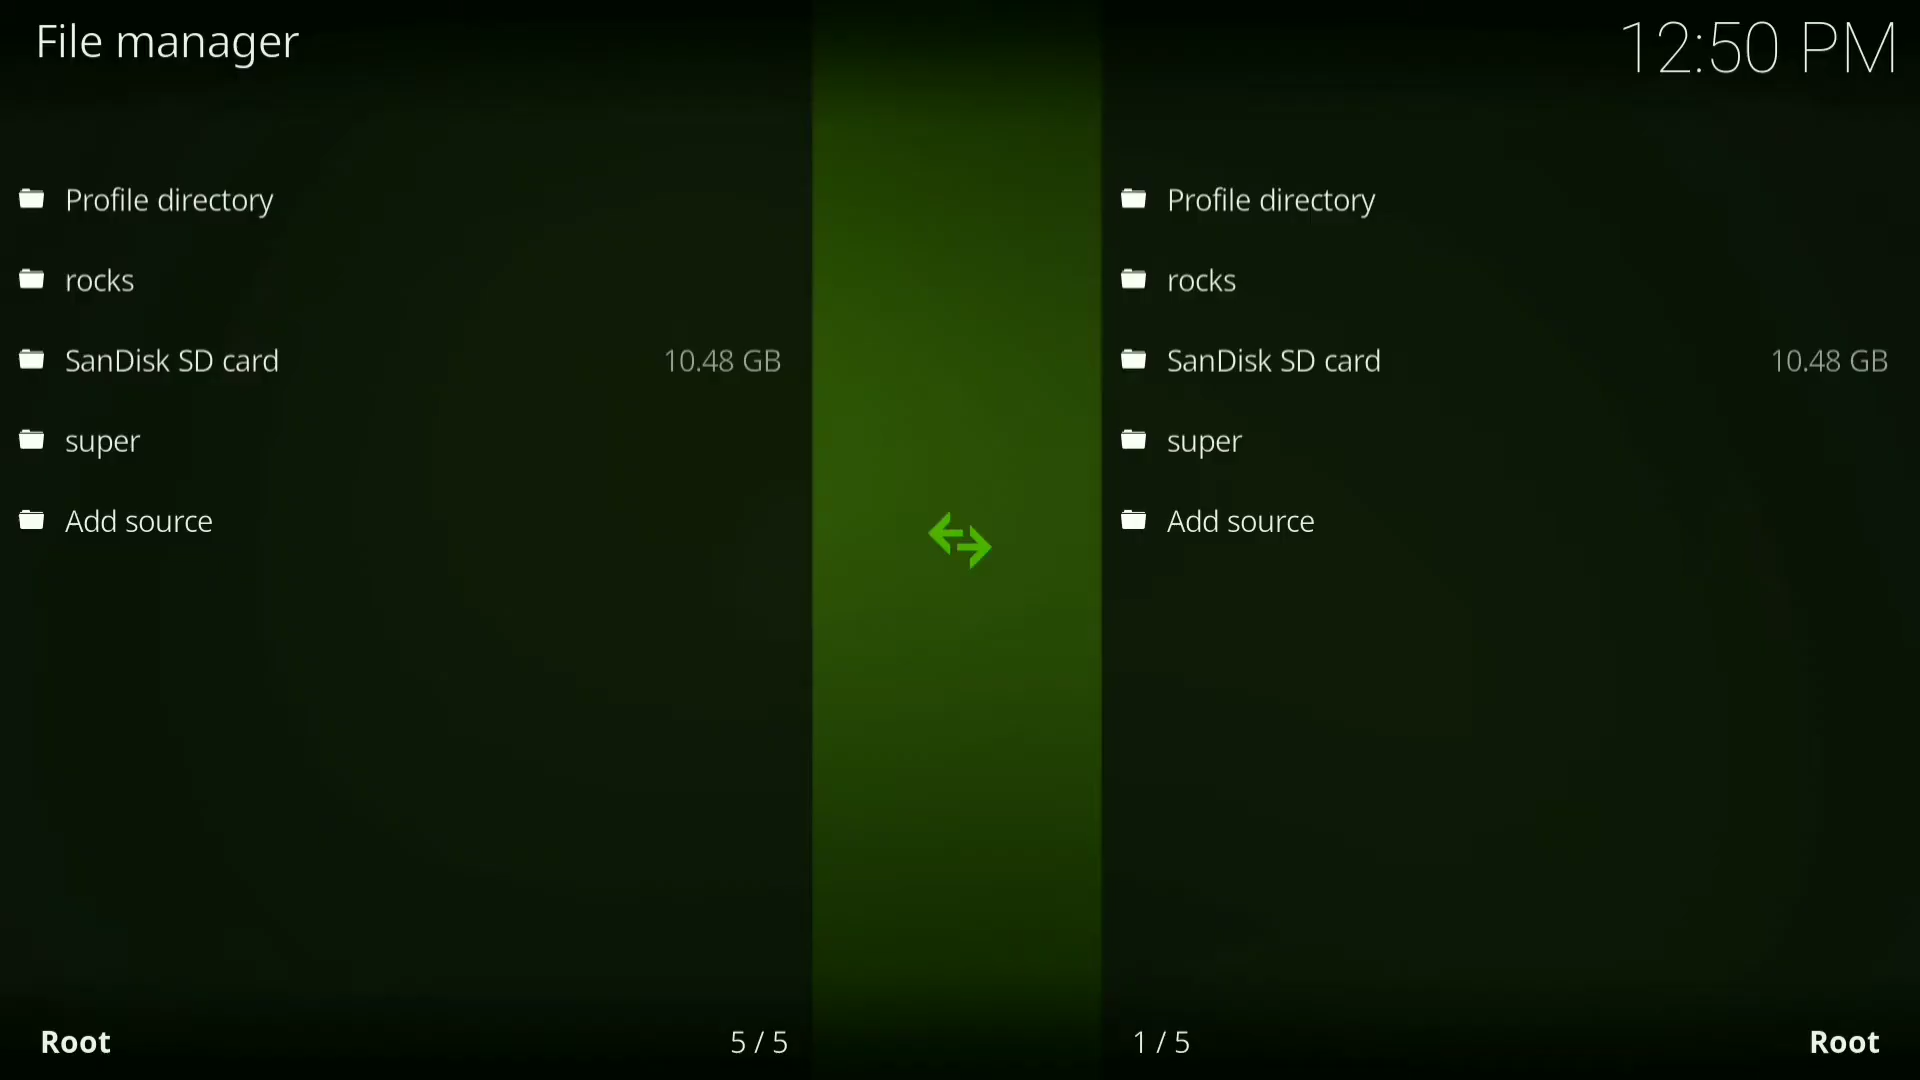 File manager
12:50 PM
Profile directory
rocks
SanDisk SD card 10.48 GB
super
Add source
Profile directory
rocks
SanDisk SD card 10.48 GB
super
Add source
Root 5 / 5
1 / 5 Root